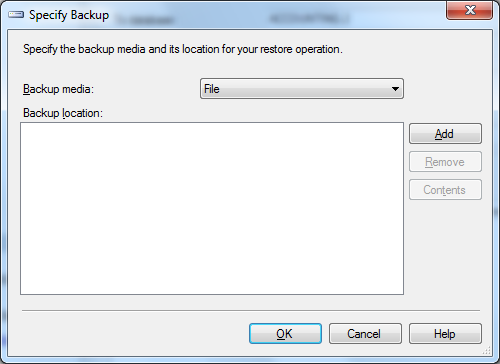 Specify Backup
Specify the backup media and its location for your restore operation.
Backup media:
File
Backup location:
Add
Remove
Contents
OK
Cancel
Help